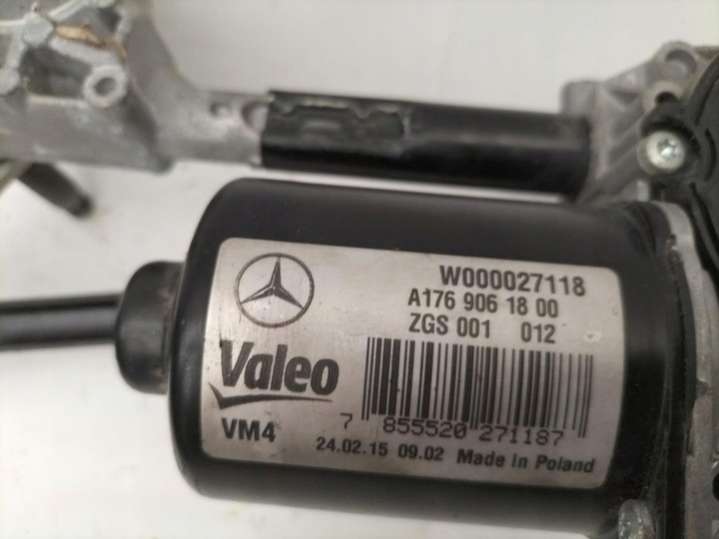 W000027118
A176 906 18 00
ZGS 001 012
Valeo
VM4
7 855520 271187
24.02.15 09.02 Made in Poland